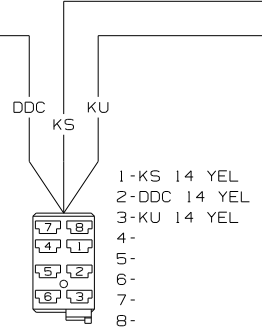 DDC KU
KS
1-KS 14 YEL
2-DDC 14 YEL
3-KU 14 YEL
4-
5-
6-
7-
8-
7 8
4 1
5 2
6 3